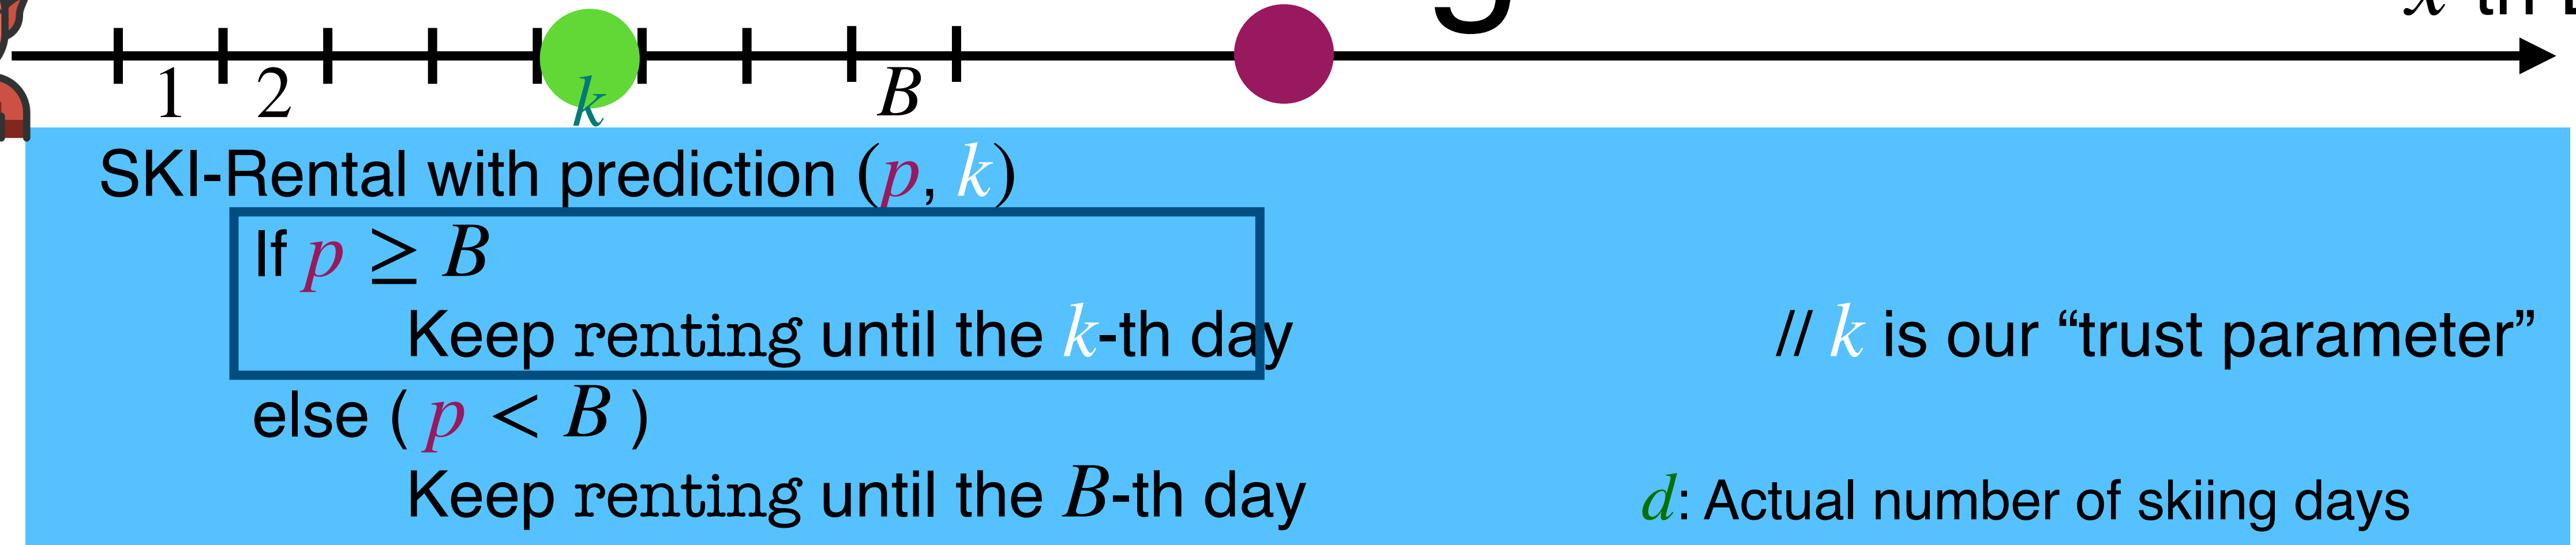 -th
1 2 k B
SKI-Rental with prediction (p, k)
If p ≥ B
Keep renting until the k-th day // k is our “trust parameter”
else ( p < B )
Keep renting until the B-th day d: Actual number of skiing days